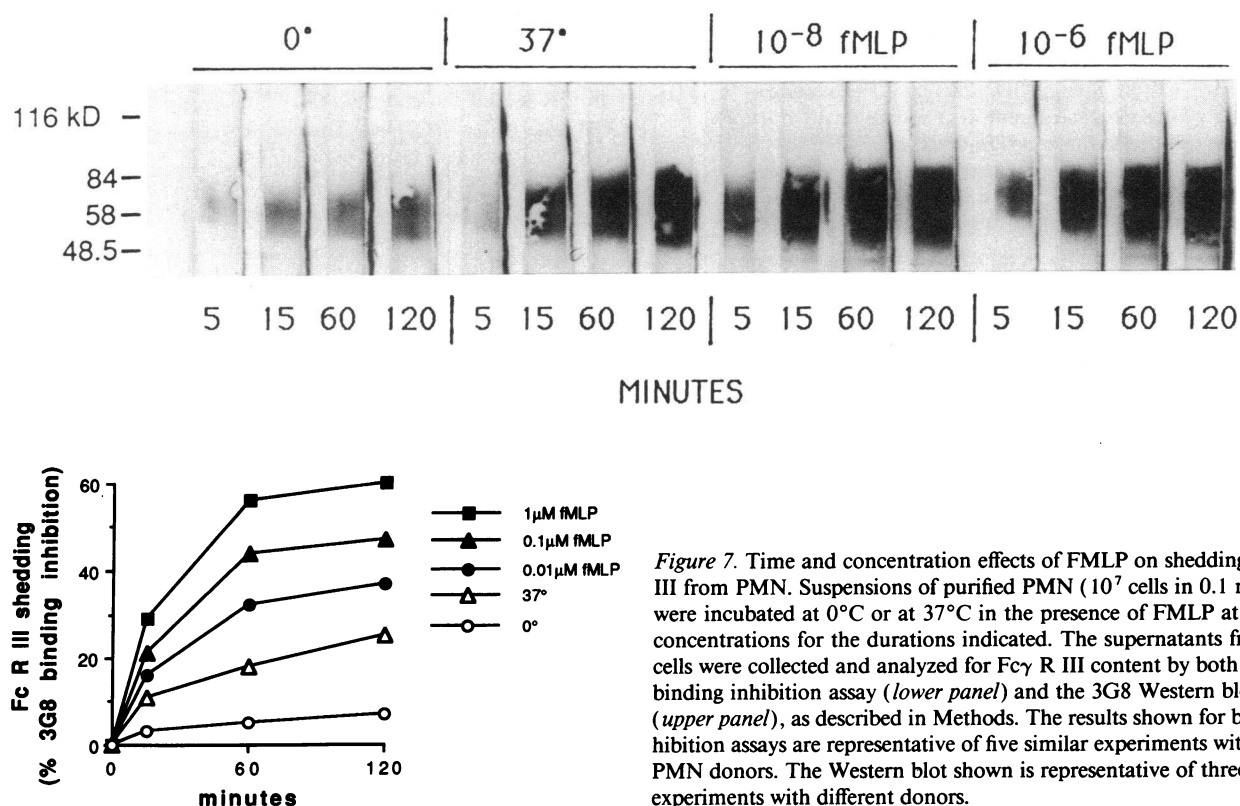 0° 37° 10⁻⁸ fMLP 10⁻⁶ fMLP
116 kD
84
58
48.5
5 15 60 120 5 15 60 120 5 15 60 120 5 15 60 120
MINUTES
Fc R III shedding
(% 3G8 binding inhibition)
60
40
20
0
0 60 120
minutes
1µM fMLP
0.1µM fMLP
0.01µM fMLP
37°
0°
Figure 7. Time and concentration effects of FMLP on shedding
III from PMN. Suspensions of purified PMN (10⁷ cells in 0.1 
were incubated at 0°C or at 37°C in the presence of FMLP at
concentrations for the durations indicated. The supernatants
cells were collected and analyzed for Fcγ R III content by both
binding inhibition assay (lower panel) and the 3G8 Western
(upper panel), as described in Methods. The results shown for
hibition assays are representative of five similar experiments
PMN donors. The Western blot shown is representative of three
experiments with different donors.